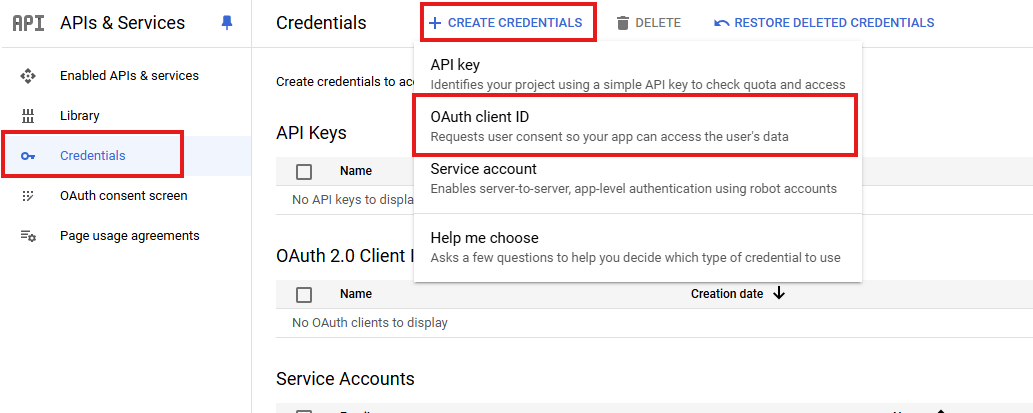 API APIs & Services
Enabled APIs & services
Library
Credentials
OAuth consent screen
Page usage agreements
Credentials
+ CREATE CREDENTIALS
DELETE
RESTORE DELETED CREDENTIALS
API key
Identifies your project using a simple API key to check quota and access
OAuth client ID
Requests user consent so your app can access the user's data
Service account
Enables server-to-server, app-level authentication using robot accounts
Help me choose
Asks a few questions to help you decide which type of credential to use
Create credentials to
API Keys
Name
No API keys to
OAuth 2.0 Client
Name
Creation date
No OAuth clients to display
Service Accounts